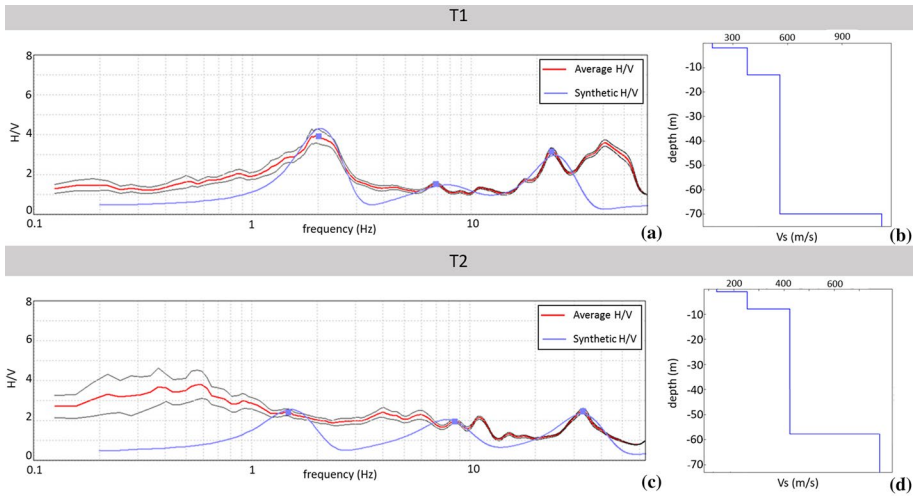 T1
8
6
4
2
0
H/V
Average H/V
Synthetic H/V
0.1
1
10
frequency (Hz)
(a)
300
600
900
-10
-20
-30
-40
-50
-60
-70
depth (m)
Vs (m/s)
(b)
T2
8
6
4
2
0
H/V
Average H/V
Synthetic H/V
0.1
1
10
frequency (Hz)
(c)
200
400
600
-10
-20
-30
-40
-50
-60
-70
depth (m)
Vs (m/s)
(d)